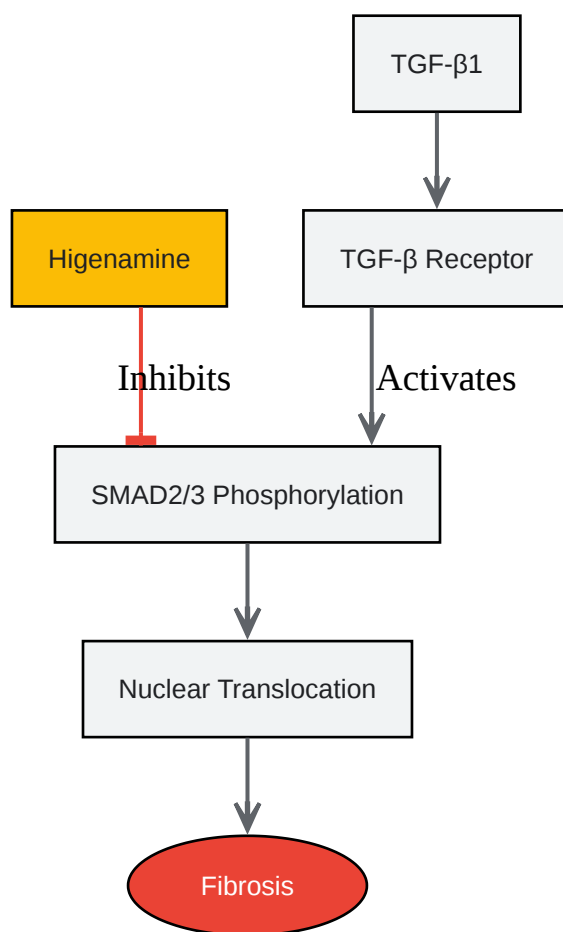 TGF-β1
Higenamine
TGF-β Receptor
Inhibits
Activates
SMAD2/3 Phosphorylation
Nuclear Translocation
Fibrosis